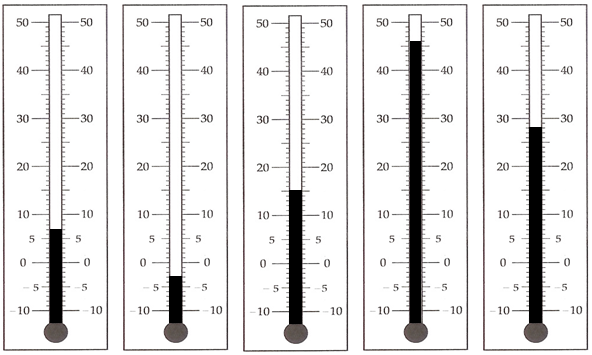 50 50 50 50 50 50 50 50 50 50
40 40 40 40 40 40 40 40 40 40
30 30 30 30 30 30 30 30 30 30
20 20 20 20 20 20 20 20 20 20
10 10 10 10 10 10 10 10 10 10
5 5 5 5 5 5 5 5 5 5
0 0 0 0 0 0 0 0 0 0
-5 -5 -5 -5 -5 -5 -5 -5 -5 -5
-10 -10 -10 -10 -10 -10 -10 -10 -10 -10